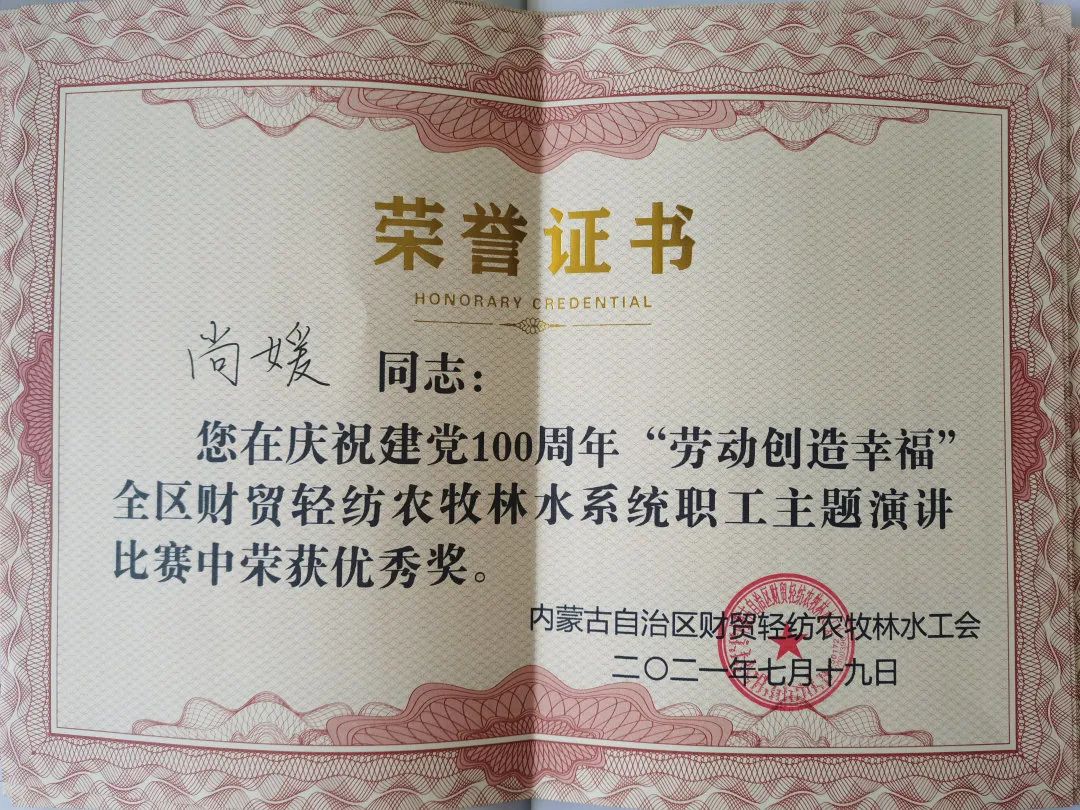 荣誉证书
HONORARY CREDENTIAL
尚媛 同志：
您在庆祝建党100周年“劳动创造幸福”
全区财贸轻纺农牧林水系统职工主题演讲
比赛中荣获优秀奖。
内蒙古自治区财贸轻纺农牧林水工会
二〇二一年七月十九日